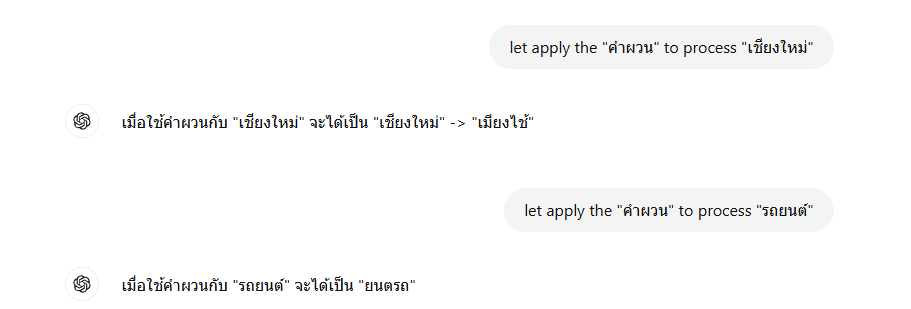 let apply the "คำผวน" to process "เชียงใหม่"
เมื่อใช้คำผวนกับ "เชียงใหม่" จะได้เป็น "เชียงใหม่" -> "เมียงไช้"
let apply the "คำผวน" to process "รถยนต์"
เมื่อใช้คำผวนกับ "รถยนต์" จะได้เป็น "ยนตรถ"